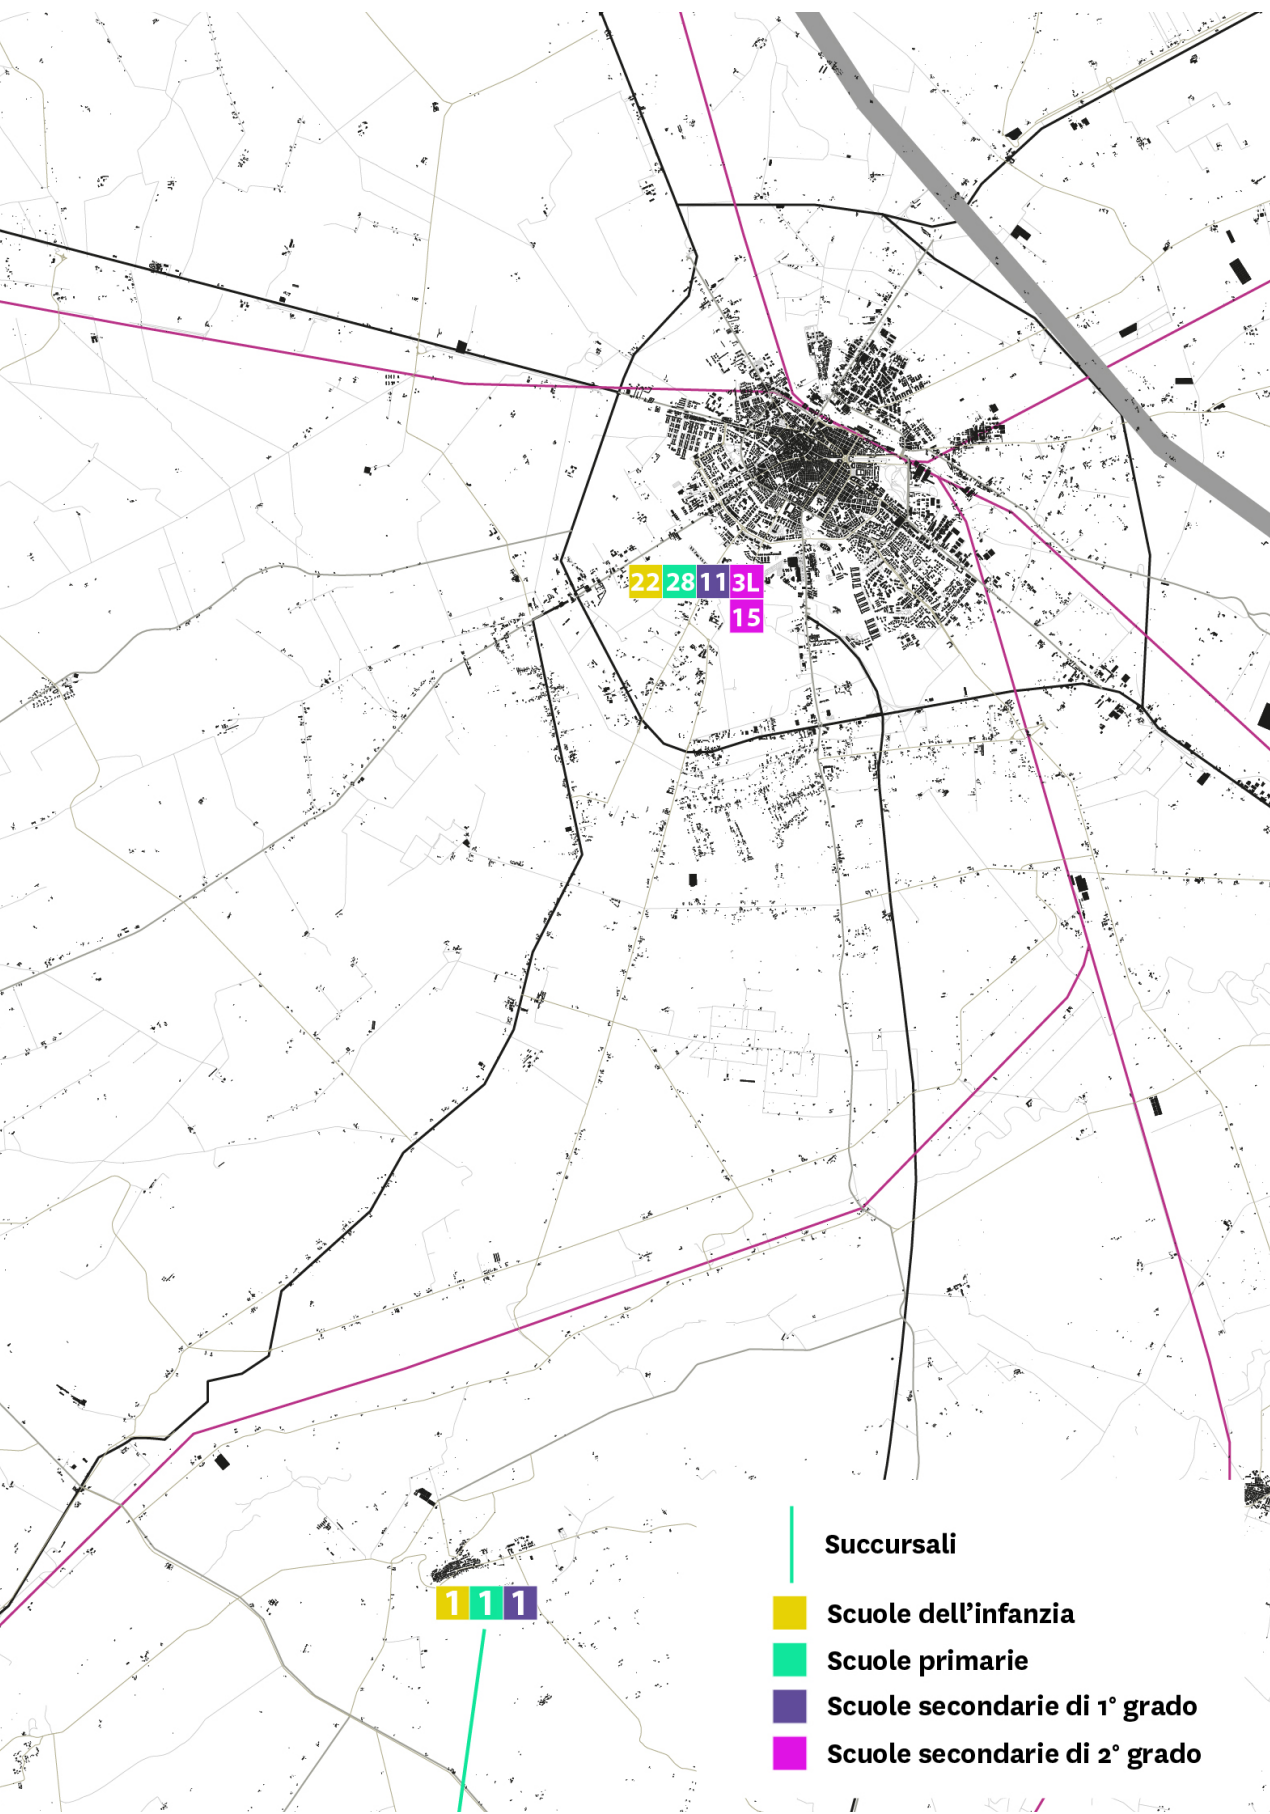 22 28 11 3L
15
1 1 1
Succursali
Scuole dell’infanzia
Scuole primarie
Scuole secondarie di 1° grado
Scuole secondarie di 2° grado